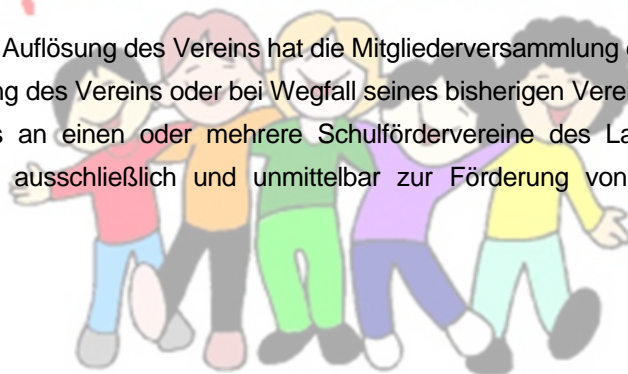 Auflösung des Vereins hat die Mitgliederversammlung
ng des Vereins oder bei Wegfall seines bisherigen Verei
s an einen oder mehrere Schulfördervereine des La
ausschließlich und unmittelbar zur Förderung von